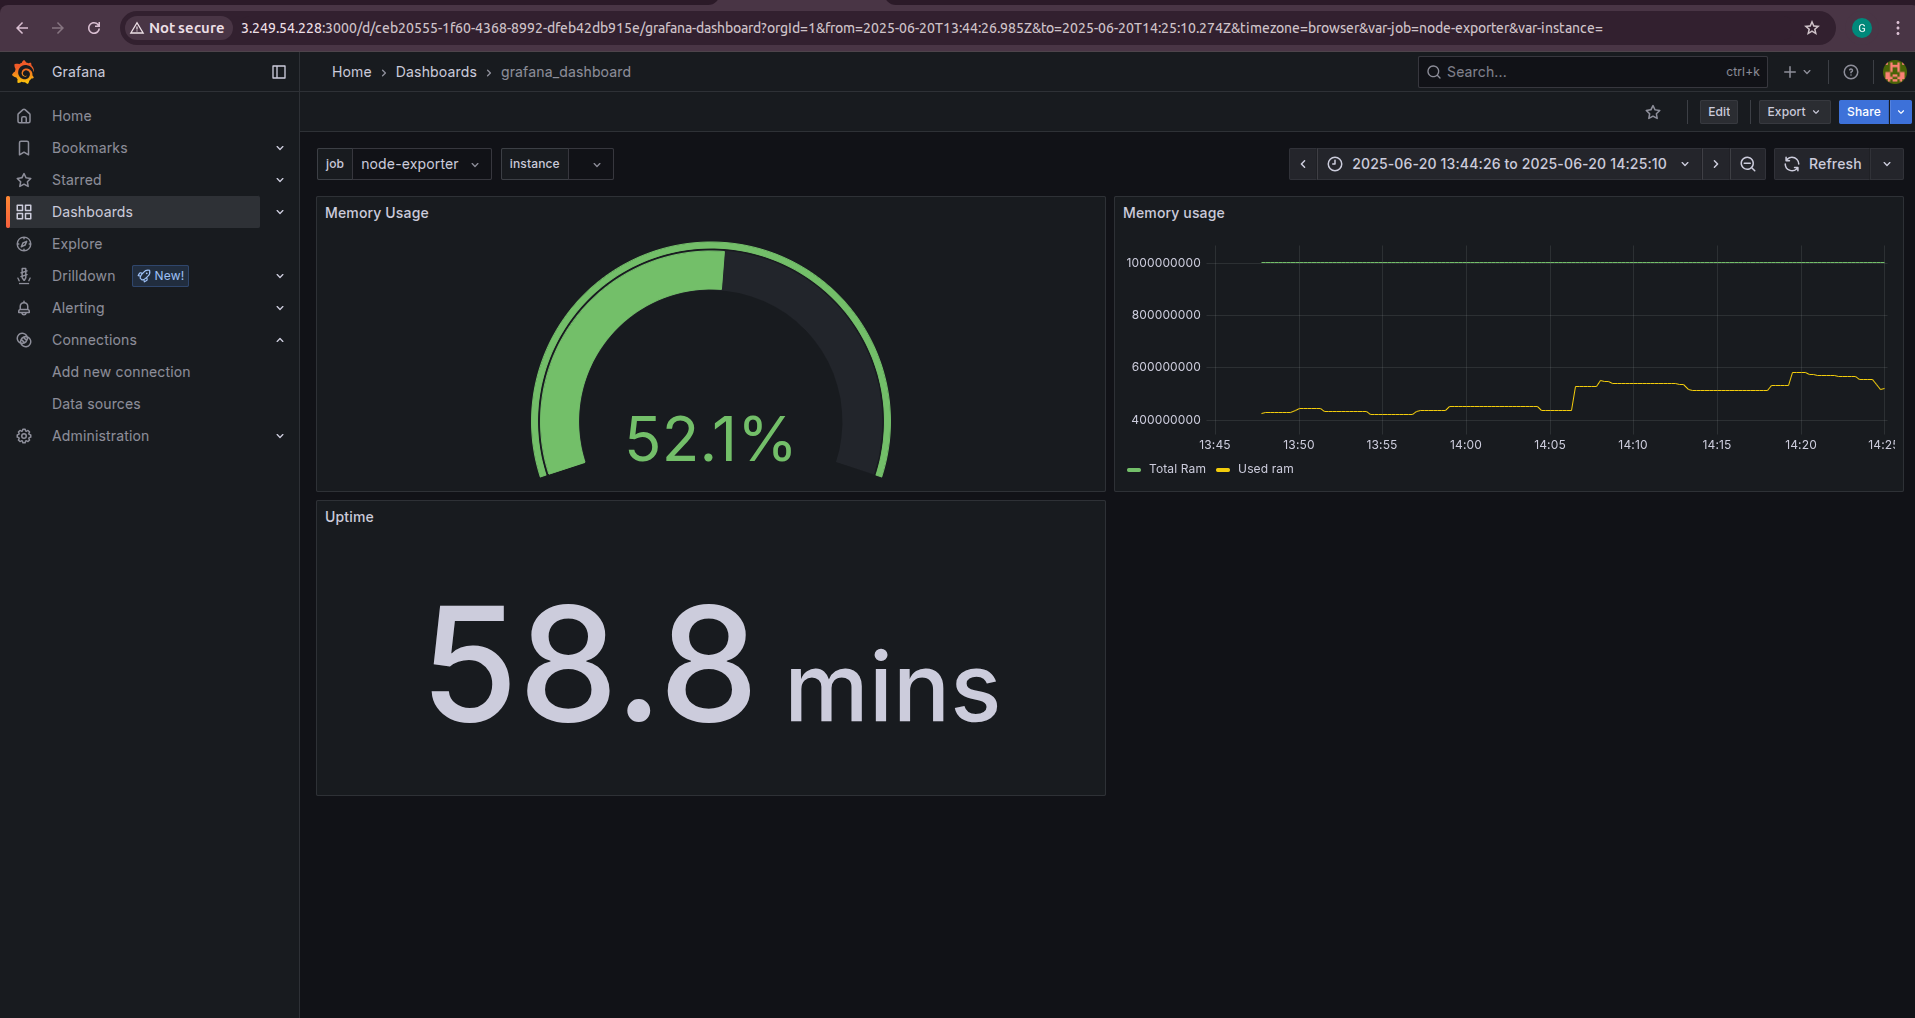 Not secure 3.249.54.228:3000/d/ceb20555-1f60-4368-8992-dfeb42db915e/grafana-dashboard?orgId=1&from=2025-06-20T13:44:26.985Z&to=2025-06-20T14:25:10.274Z&timezone=browser&var-job=node-exporter&var-instance= G
Grafana
Home › Dashboards › grafana_dashboard
Search... ctrl+k
Edit Export Share
Home
Bookmarks
Starred
Dashboards
Explore
Drilldown New!
Alerting
Connections
Add new connection
Data sources
Administration
job node-exporter instance
2025-06-20 13:44:26 to 2025-06-20 14:25:10 Refresh
Memory Usage
52.1%
Memory usage
1000000000
800000000
600000000
400000000
13:45 13:50 13:55 14:00 14:05 14:10 14:15 14:20
Total Ram Used ram
Uptime
58.8 mins